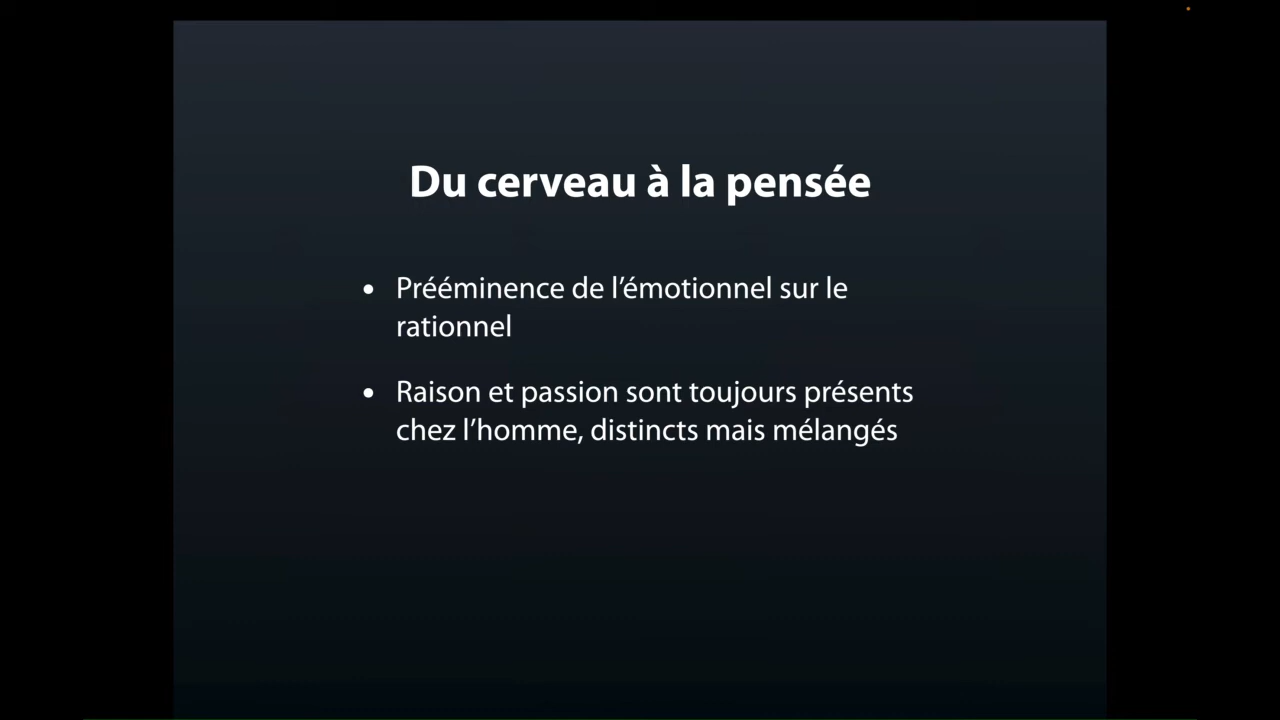 Du cerveau à la pensée
• Prééminence de l’émotionnel sur le
rationnel
• Raison et passion sont toujours présents
chez l’homme, distincts mais mélangés